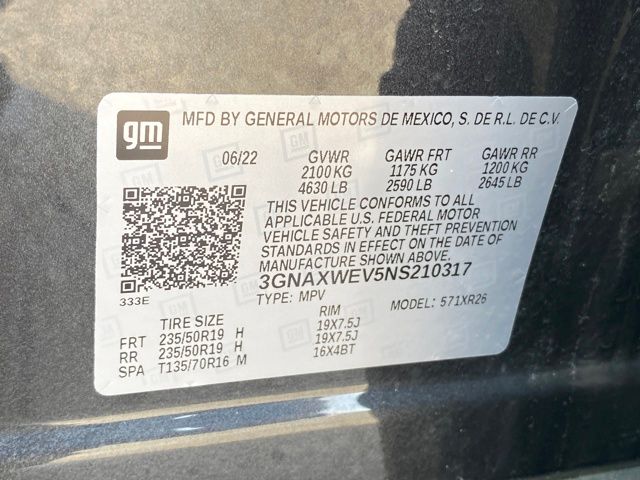 gm
MFD BY GENERAL MOTORS DE MEXICO, S. DE R.L. DE C.V.
06/22 GVWR GAWR FRT GAWR RR
2100 KG 1175 KG 1200 KG
4630 LB 2590 LB 2645 LB
THIS VEHICLE CONFORMS TO ALL
APPLICABLE U.S. FEDERAL MOTOR
VEHICLE SAFETY AND THEFT PREVENTION
STANDARDS IN EFFECT ON THE DATE OF
MANUFACTURE SHOWN ABOVE.
3GNAXWEV5NS210317
333E
TYPE: MPV MODEL: 571XR26
TIRE SIZE RIM
FRT 235/50R19 H 19X7.5J
RR 235/50R19 H 19X7.5J
SPA T135/70R16 M 16X4BT